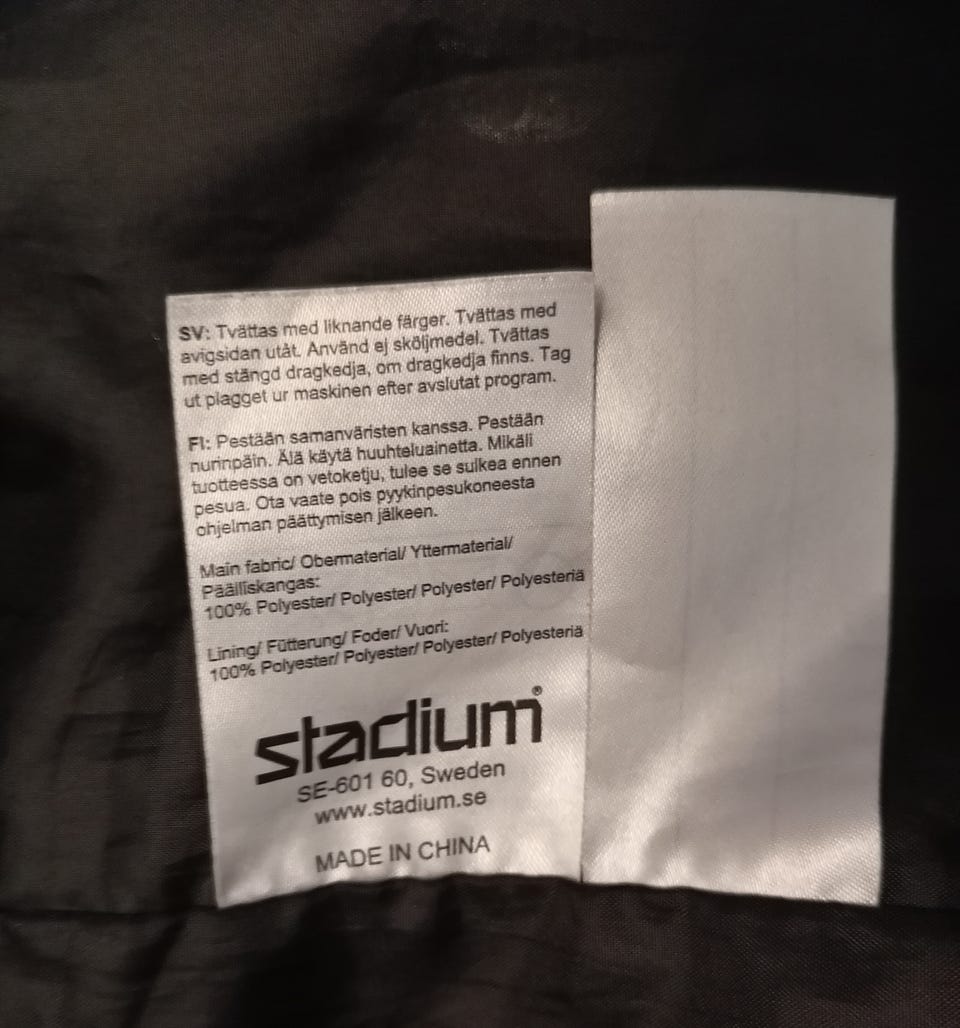 SV: Tvättas med liknande färger. Tvättas med
avigsidan utåt. Använd ej sköljmedel. Tvättas
med stängd dragkedja, om dragkedja finns. Tag
ut plagget ur maskinen efter avslutat program.
FI: Pestään samanväristen kanssa. Pestään
nurinpäin. Älä käytä huuhteluainetta. Mikäli
tuotteessa on vetoketju, tulee se sulkea ennen
pesua. Ota vaate pois pyykinpesukoneesta
ohjelman päättymisen jälkeen.
Main fabric/ Obermaterial/ Yttermaterial/
Päälliskangas:
100% Polyester/ Polyester/ Polyester/ Polyesteriä
Lining/ Fütterung/ Foder/ Vuori:
100% Polyester/ Polyester/ Polyester/ Polyesteriä
stadium®
SE-601 60, Sweden
www.stadium.se
MADE IN CHINA